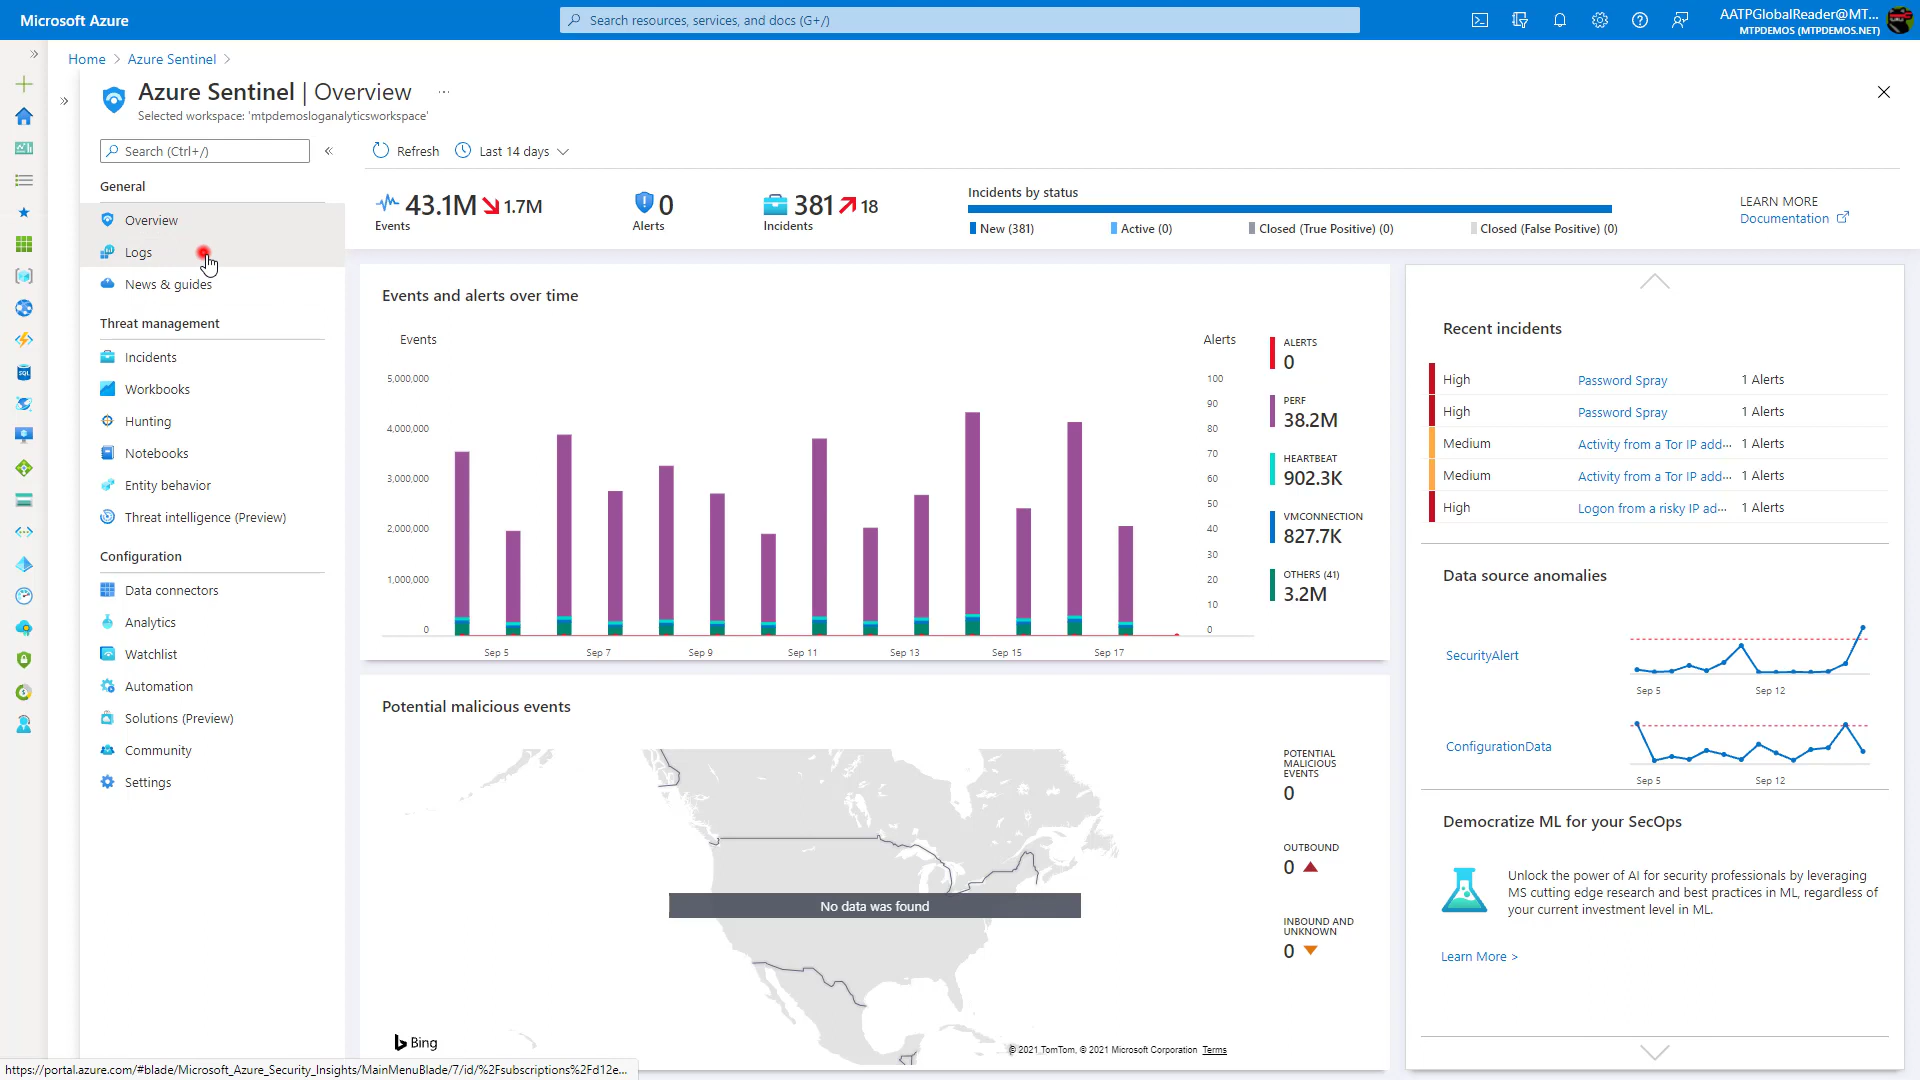 Microsoft Azure
Search resources, services, and docs (G+/)
AATPGlobalReader@MT...
MTPDEMOS (MTPDEMOS.NET)
Home
Azure Sentinel
Azure Sentinel | Overview
Selected workspace: 'mtpdemosloganalyticsworkspace'
Search (Ctrl+/)
Refresh
Last 14 days
General
Overview
Logs
News & guides
Threat management
Incidents
Workbooks
Hunting
Notebooks
Entity behavior
Threat intelligence (Preview)
Configuration
Data connectors
Analytics
Watchlist
Automation
Solutions (Preview)
Community
Settings
43.1M 1.7M
Events
0
Alerts
381 18
Incidents
Incidents by status
New (381) Active (0) Closed (True Positive) (0) Closed (False Positive) (0)
LEARN MORE
Documentation
Events and alerts over time
Events
Alerts
5,000,000
4,000,000
3,000,000
2,000,000
1,000,000
0
100
90
80
70
60
50
40
30
20
10
0
Sep 5 Sep 7 Sep 9 Sep 11 Sep 13 Sep 15 Sep 17
ALERTS
0
PERF
38.2M
HEARTBEAT
902.3K
VMCONNECTION
827.7K
OTHERS (41)
3.2M
Potential malicious events
No data was found
Bing
© 2021 TomTom, © 2021 Microsoft Corporation Terms
POTENTIAL
MALICIOUS
EVENTS
0
OUTBOUND
0
INBOUND AND
UNKNOWN
0
Recent incidents
High Password Spray 1 Alerts
High Password Spray 1 Alerts
Medium Activity from a Tor IP add... 1 Alerts
Medium Activity from a Tor IP add... 1 Alerts
High Logon from a risky IP ad... 1 Alerts
Data source anomalies
SecurityAlert
Sep 5 Sep 12
ConfigurationData
Sep 5 Sep 12
Democratize ML for your SecOps
Unlock the power of AI for security professionals by leveraging
MS cutting edge research and best practices in ML, regardless of
your current investment level in ML.
Learn More >
https://portal.azure.com/#blade/Microsoft_Azure_Security_Insights/MainMenuBlade/7/id/%2Fsubscriptions%2Fd12e...